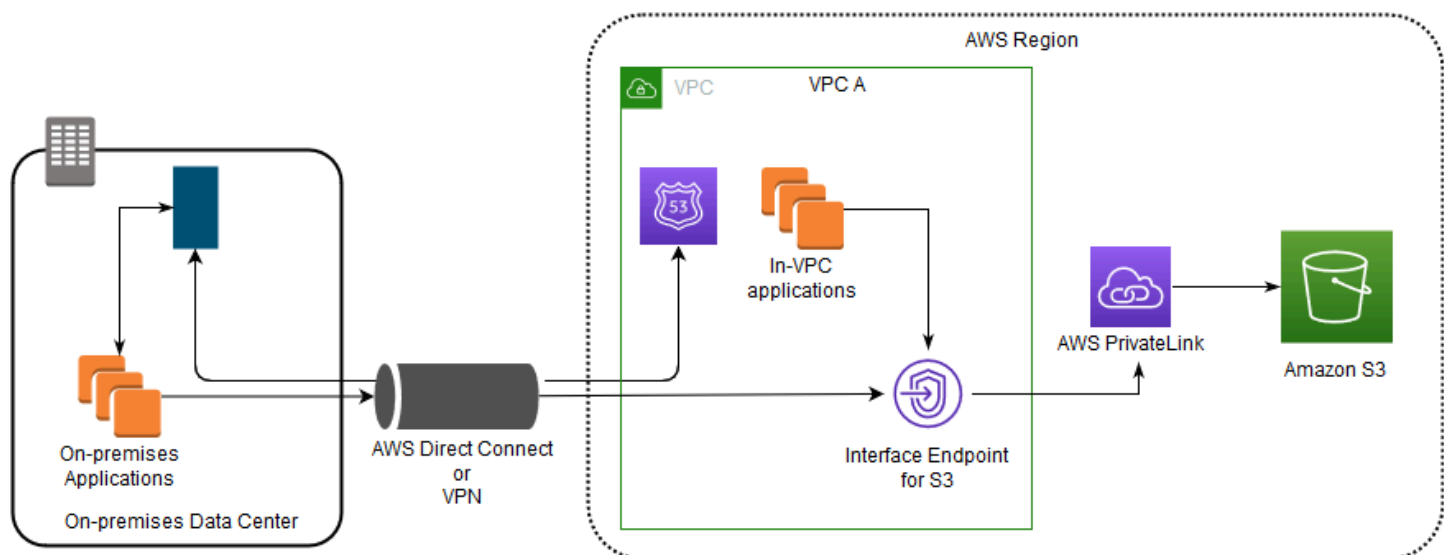 AWS Region
VPC
VPC A
53
In-VPC
applications
AWS PrivateLink
Amazon S3
On-premises
Applications
AWS Direct Connect
or
VPN
Interface Endpoint
for S3
On-premises Data Center